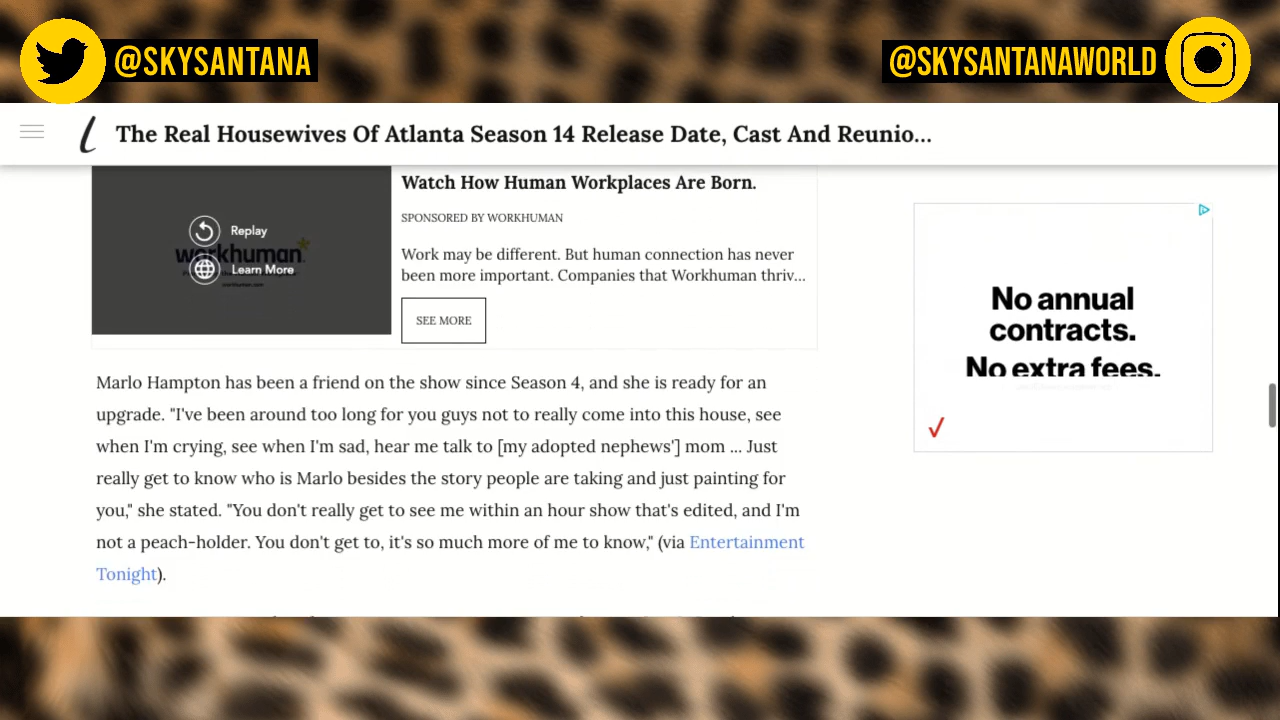 @SKYSANTANA
@SKYSANTANAWORLD
The Real Housewives Of Atlanta Season 14 Release Date, Cast And Reunio...
Watch How Human Workplaces Are Born.
SPONSORED BY WORKHUMAN
Work may be different. But human connection has never
been more important. Companies that Workhuman thriv...
SEE MORE
Replay
workhuman
Learn More
workhuman.com
No annual
contracts.
No extra fees.
Marlo Hampton has been a friend on the show since Season 4, and she is ready for an
upgrade. "I've been around too long for you guys not to really come into this house, see
when I'm crying, see when I'm sad, hear me talk to [my adopted nephews'] mom ... Just
really get to know who is Marlo besides the story people are taking and just painting for
you," she stated. "You don't really get to see me within an hour show that's edited, and I'm
not a peach-holder. You don't get to, it's so much more of me to know," (via Entertainment
Tonight).